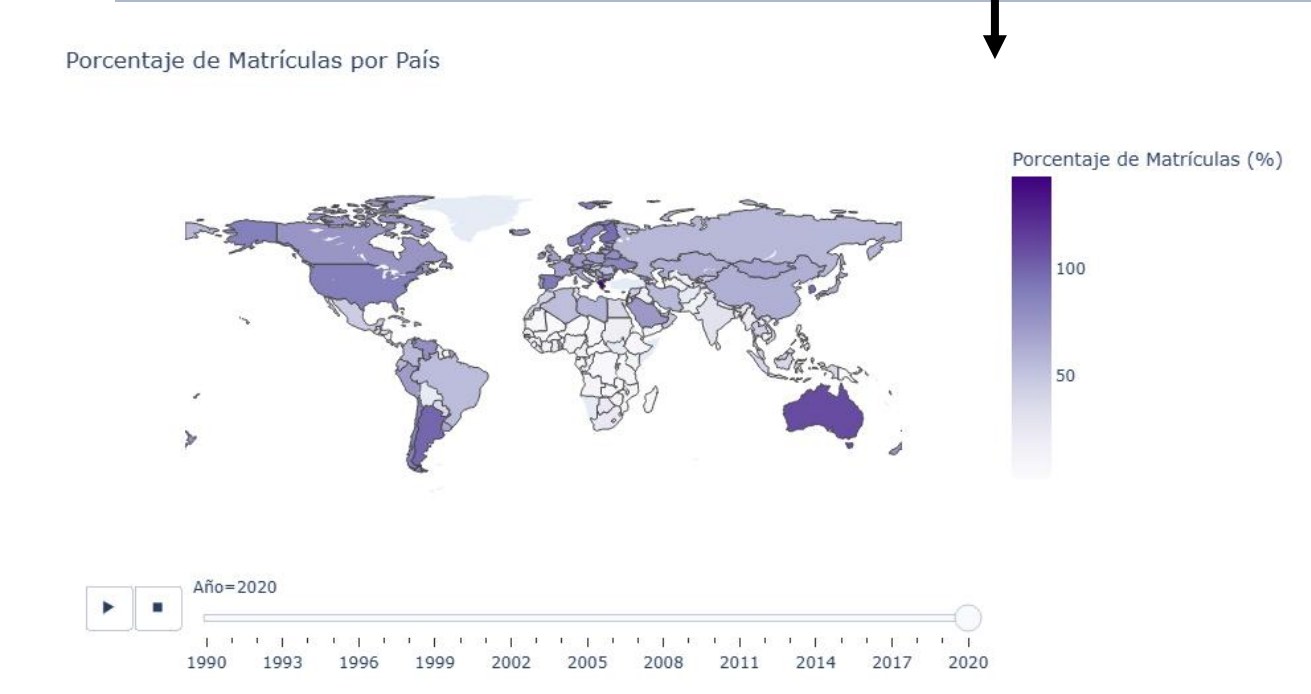 Porcentaje de Matrículas por País
Porcentaje de Matrículas (%)
100
50
Año=2020
1990 1993 1996 1999 2002 2005 2008 2011 2014 2017 2020